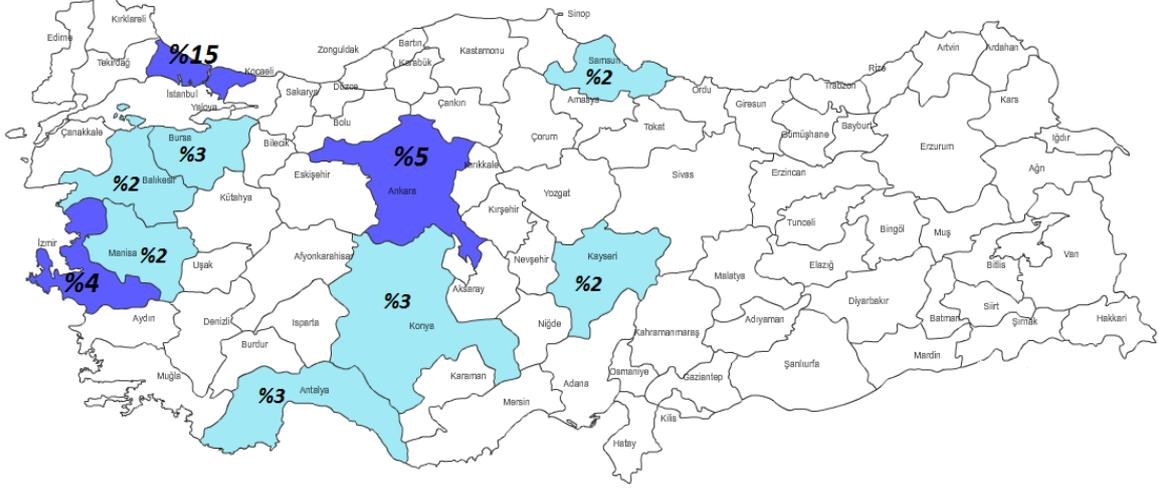 Sinop
Kırklareli
Edirne
%15
Tekirdağ
Kocaeli
İstanbul
Yalova
Zonguldak
Bartın
Karabük
Kastamonu
Samsun
%2
Amasya
Sakarya
Düzce
Bolu
Çankırı
Çorum
Tokat
Ordu
Giresun
Trabzon
Rize
Artvin
Ardahan
Kars
Gümüşhane
Bayburt
Erzurum
Iğdır
Ağrı
Çanakkale
Bursa
%3
Bilecik
Balıkesir
%2
Kütahya
Eskişehir
%5
Ankara
Kırıkkale
Kırşehir
Yozgat
Sivas
Erzincan
Tunceli
Bingöl
Muş
Bitlis
Van
İzmir
%4
Manisa
%2
Uşak
Afyonkarahisar
%3
Konya
Aksaray
Nevşehir
Kayseri
%2
Malatya
Elazığ
Diyarbakır
Batman
Siirt
Şırnak
Hakkari
Aydın
Denizli
Isparta
Burdur
Niğde
Kahramanmaraş
Adıyaman
Şanlıurfa
Mardin
Muğla
%3
Antalya
Karaman
Mersin
Adana
Osmaniye
Gaziantep
Kilis
Hatay